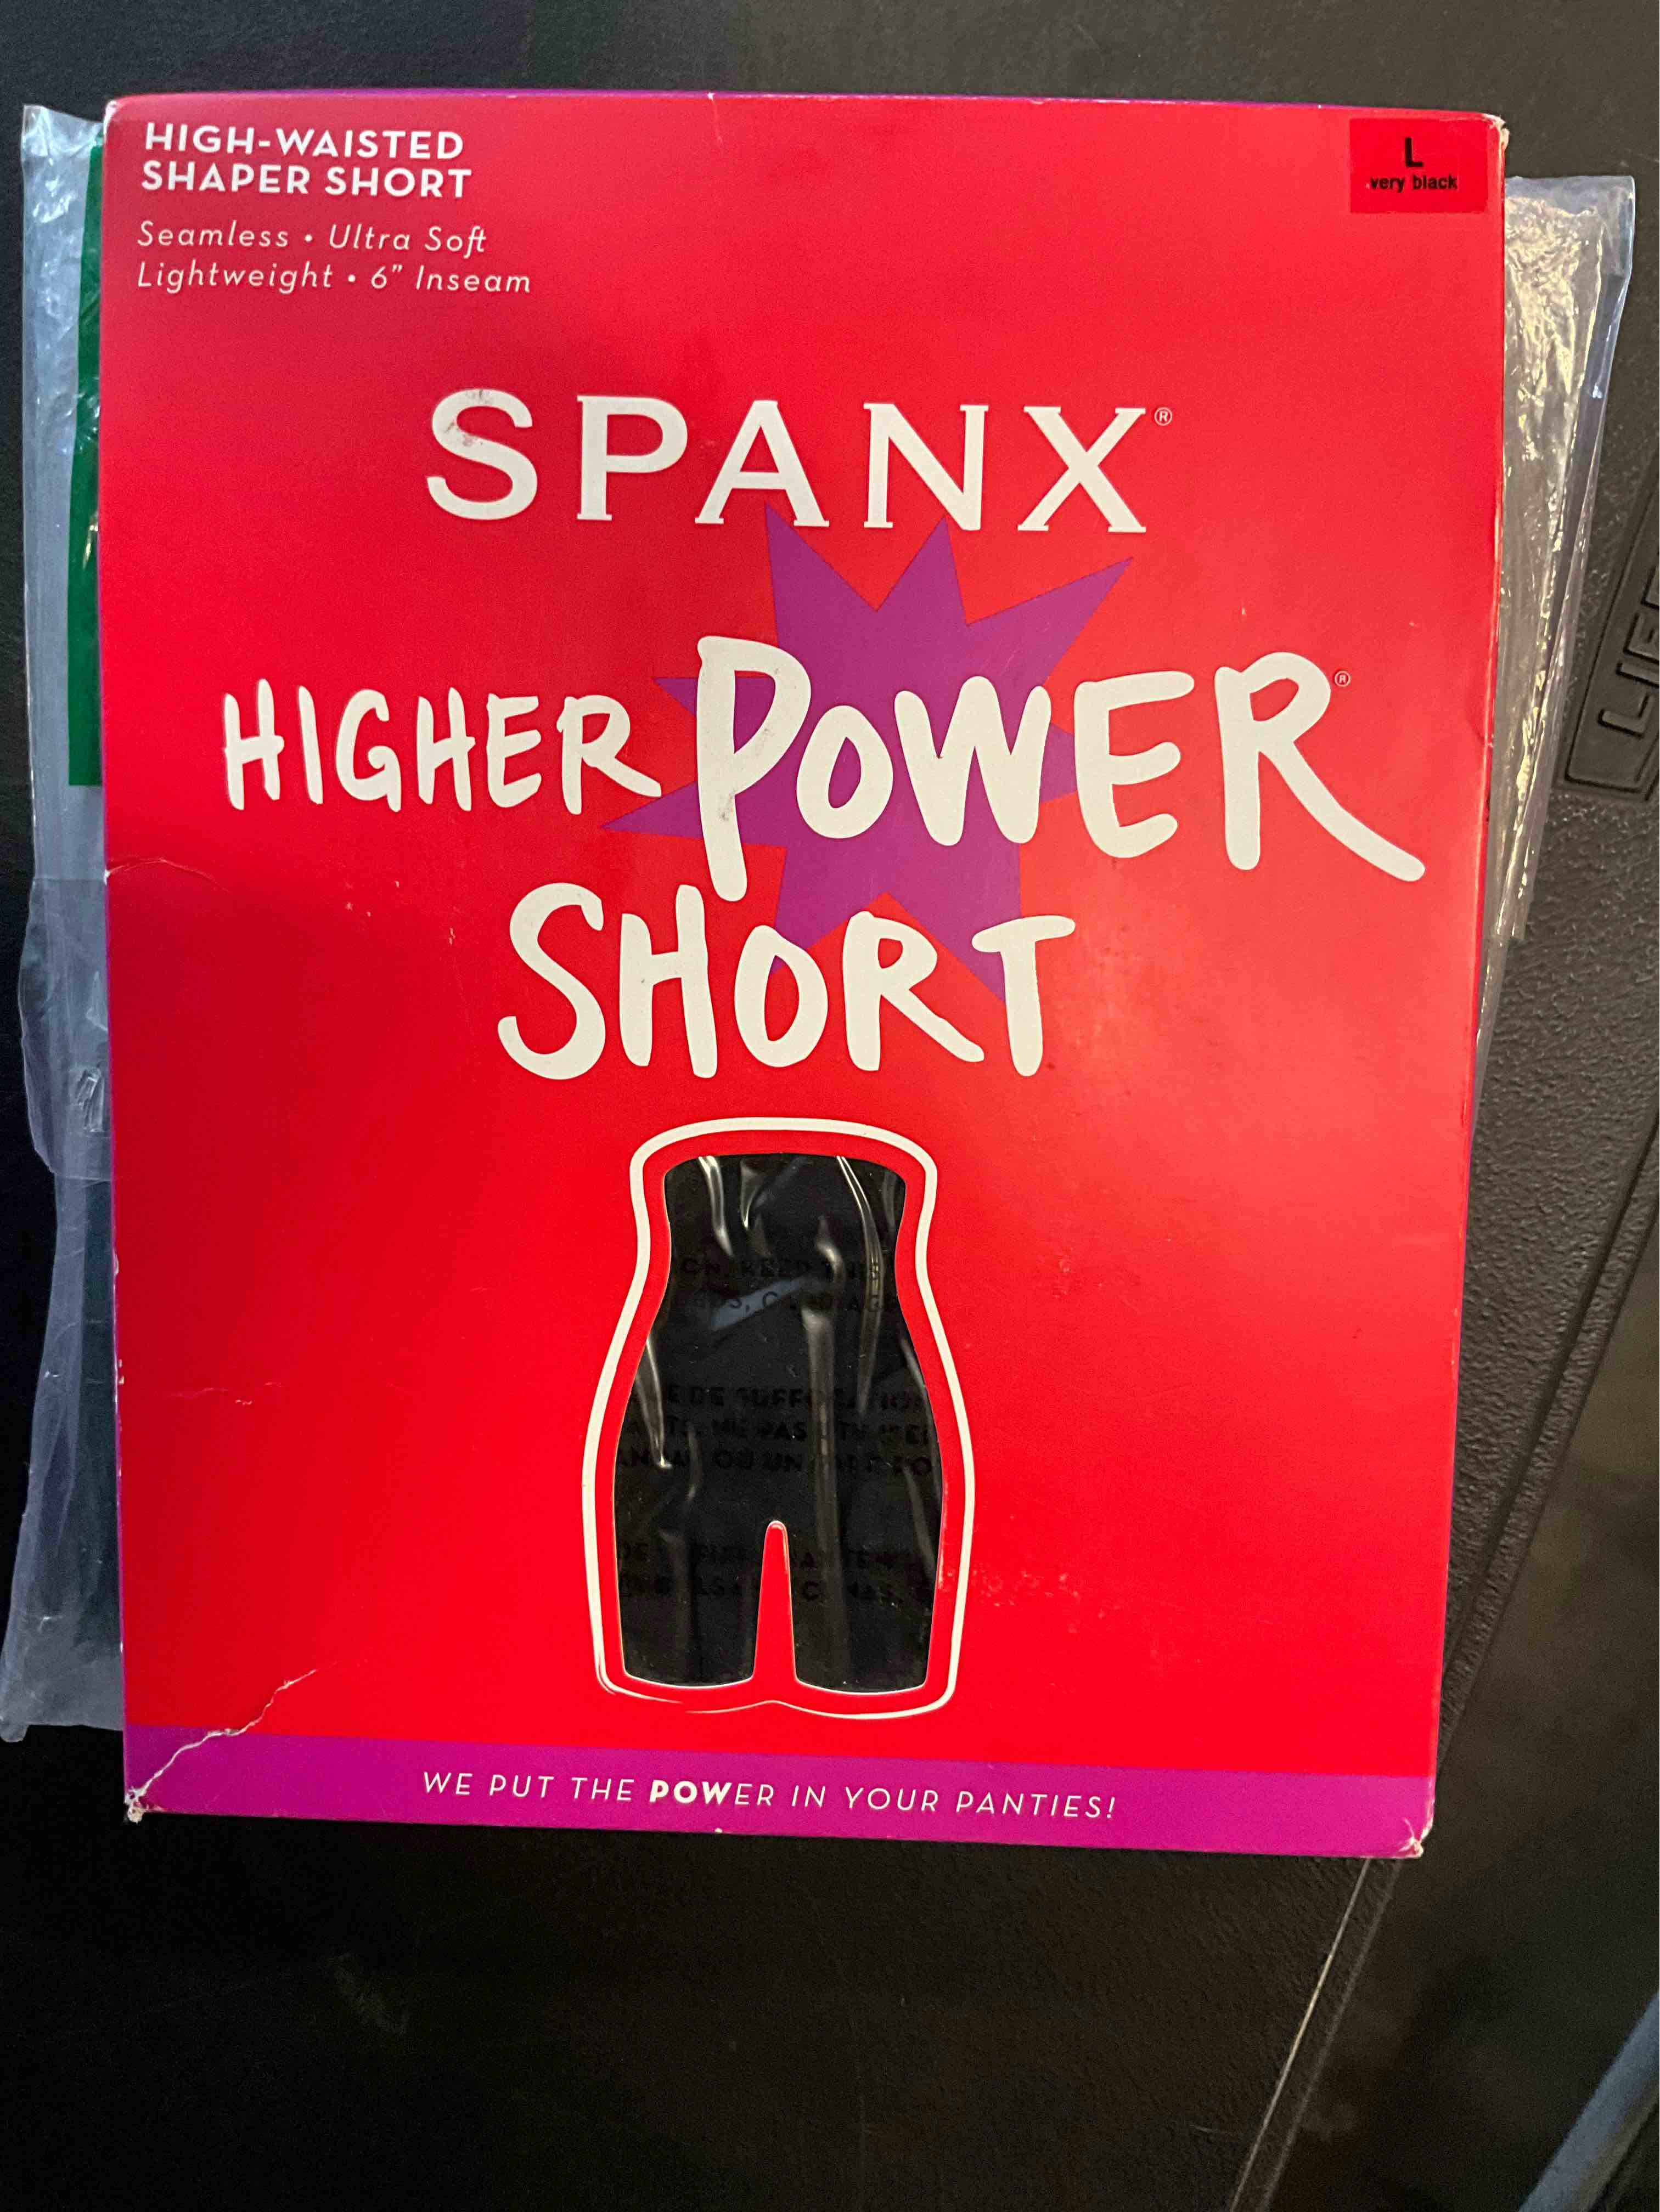 HIGH-WAISTED
SHAPER SHORT
Seamless • Ultra Soft
Lightweight • 6” Inseam
L
very black
SPANX®
HIGHER POWER®
SHORT
WE PUT THE POWER IN YOUR PANTIES!